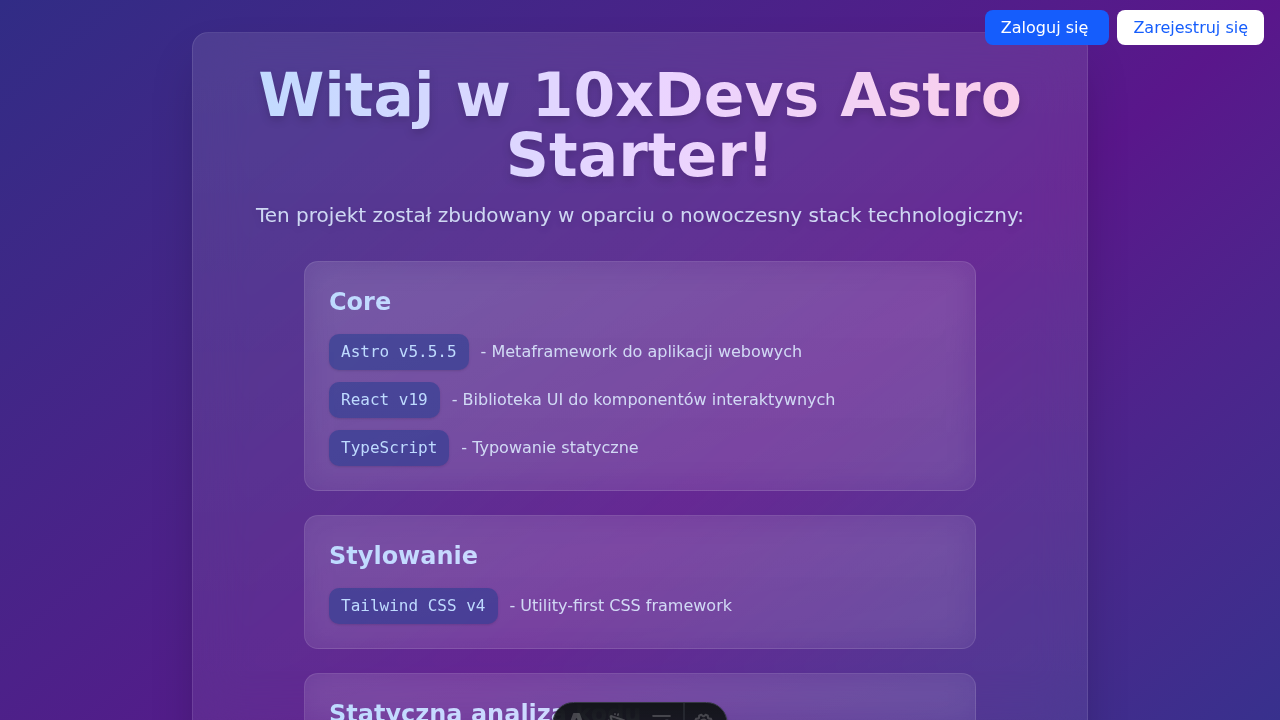 Zaloguj się
Zarejestruj się
Witaj w 10xDevs Astro
Starter!
Ten projekt został zbudowany w oparciu o nowoczesny stack technologiczny:
Core
Astro v5.5.5 - Metaframework do aplikacji webowych
React v19 - Biblioteka UI do komponentów interaktywnych
TypeScript - Typowanie statyczne
Stylowanie
Tailwind CSS v4 - Utility-first CSS framework
Statyczna analiza